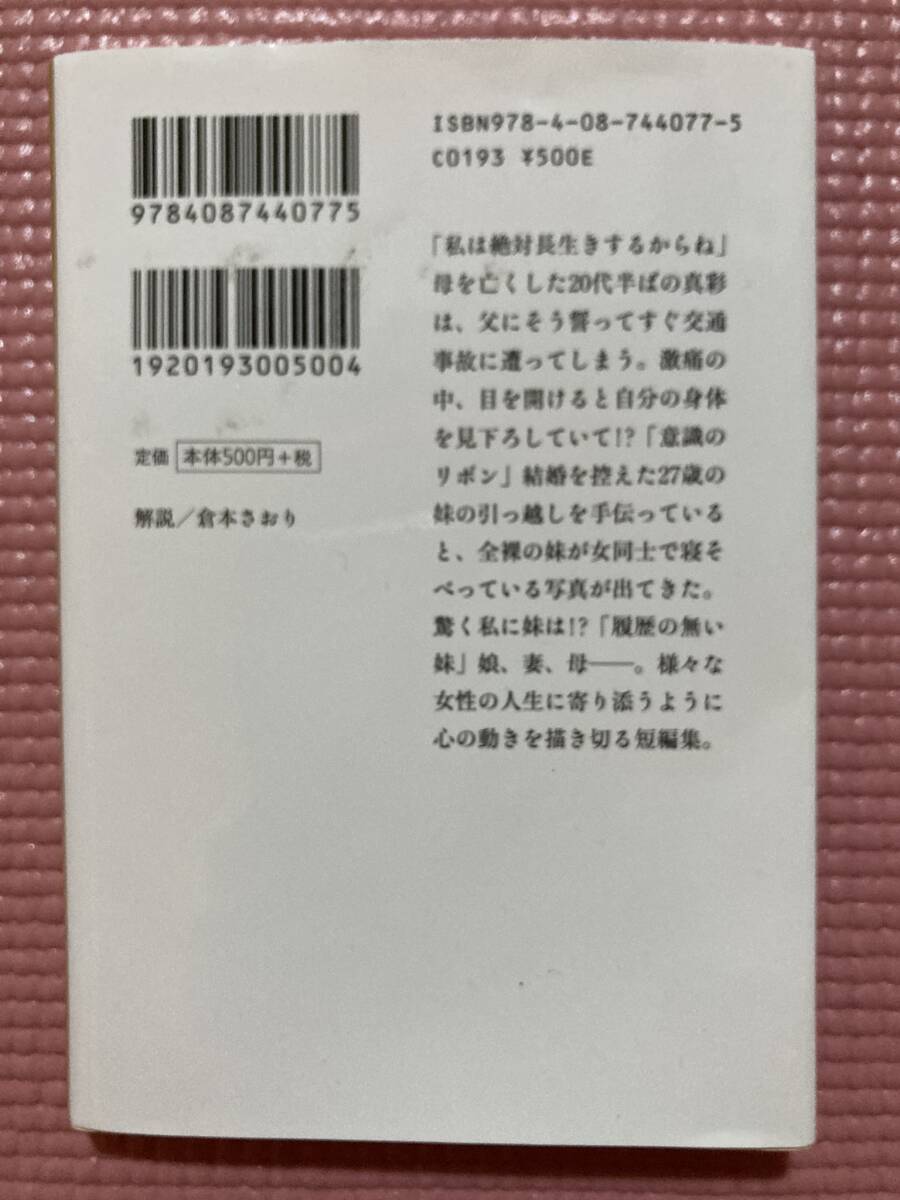 9784087440775
1920193005004
定価 本体500円+税
解説／倉本さおり
ISBN978-4-08-744077-5
C0193 ¥500E
「私は絶対長生きするからね」
母を亡くした20代半ばの真彩
は、父にそう誓ってすぐ交通
事故に遭ってしまう。激痛の
中、目を開けると自分の身体
を見下ろしていて!?「意識の
リボン」結婚を控えた27歳の
妹の引っ越しを手伝っている
と、全裸の妹が女同士で寝そ
べっている写真が出てきた。
驚く私に妹は!?「履歴の無い
妹」娘、妻、母──。様々な
女性の人生に寄り添うように
心の動きを描き切る短編集。